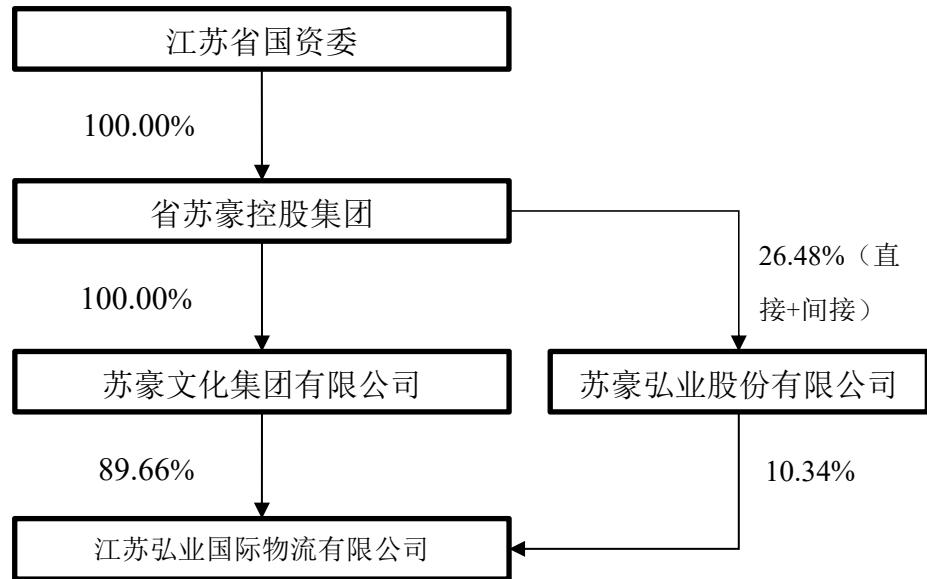 江苏省国资委
100.00%
省苏豪控股集团
100.00%
26.48%（直
接+间接）
苏豪文化集团有限公司
苏豪弘业股份有限公司
89.66%
10.34%
江苏弘业国际物流有限公司